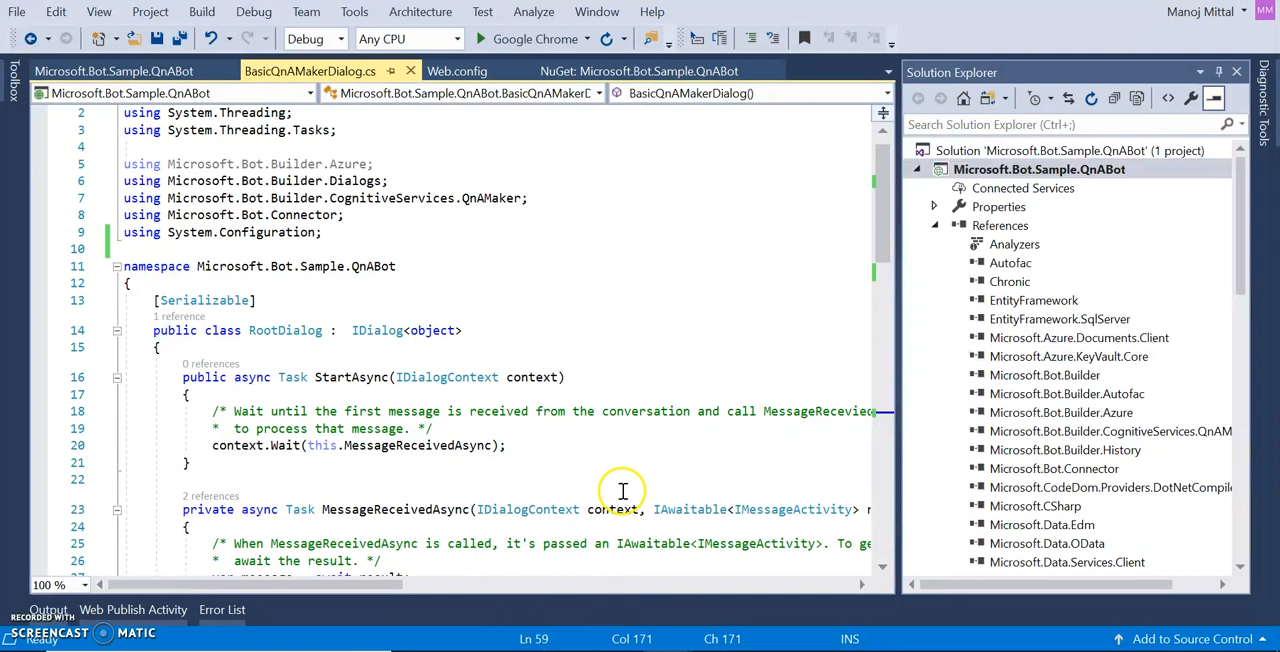 File Edit View Project Build Debug Team Tools Architecture Test Analyze Window Help Manoj Mittal MM
Debug Any CPU Google Chrome
Toolbox
Microsoft.Bot.Sample.QnABot BasicQnAMakerDialog.cs Web.config NuGet: Microsoft.Bot.Sample.QnABot
Microsoft.Bot.Sample.QnABot Microsoft.Bot.Sample.QnABot.BasicQnAMakerD BasicQnAMakerDialog()
2 using System.Threading;
3 using System.Threading.Tasks;
4
5 using Microsoft.Bot.Builder.Azure;
6 using Microsoft.Bot.Builder.Dialogs;
7 using Microsoft.Bot.Builder.CognitiveServices.QnAMaker;
8 using Microsoft.Bot.Connector;
9 using System.Configuration;
10
11 namespace Microsoft.Bot.Sample.QnABot
12 {
13 [Serializable]
1 reference
14 public class RootDialog : IDialog<object>
15 {
0 references
16 public async Task StartAsync(IDialogContext context)
17 {
18 /* Wait until the first message is received from the conversation and call MessageReceviec
19 * to process that message. */
20 context.Wait(this.MessageReceivedAsync);
21 }
22
2 references
23 private async Task MessageReceivedAsync(IDialogContext context, IAwaitable<IMessageActivity> r
24 {
25 /* When MessageReceivedAsync is called, it's passed an IAwaitable<IMessageActivity>. To ge
26 * await the result. */
100 %
Output Web Publish Activity Error List
RECORDED WITH
SCREENCAST MATIC
Ready Ln 59 Col 171 Ch 171 INS Add to Source Control
Solution Explorer
Search Solution Explorer (Ctrl+;)
Solution 'Microsoft.Bot.Sample.QnABot' (1 project)
Microsoft.Bot.Sample.QnABot
Connected Services
Properties
References
Analyzers
Autofac
Chronic
EntityFramework
EntityFramework.SqlServer
Microsoft.Azure.Documents.Client
Microsoft.Azure.KeyVault.Core
Microsoft.Bot.Builder
Microsoft.Bot.Builder.Autofac
Microsoft.Bot.Builder.Azure
Microsoft.Bot.Builder.CognitiveServices.QnAM
Microsoft.Bot.Builder.History
Microsoft.Bot.Connector
Microsoft.CodeDom.Providers.DotNetCompile
Microsoft.CSharp
Microsoft.Data.Edm
Microsoft.Data.OData
Microsoft.Data.Services.Client
Diagnostic Tools